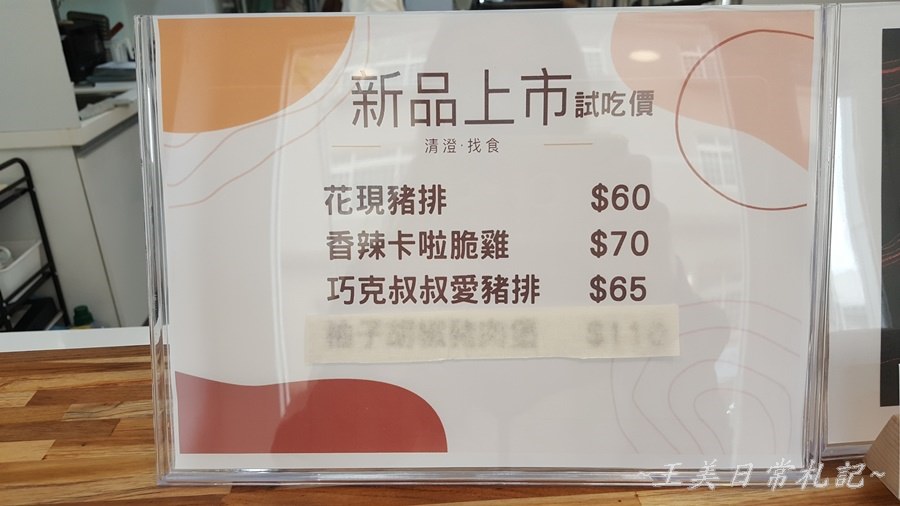 新品上市試吃價
清澄·找食
花現豬排 $60
香辣卡啦脆雞 $70
巧克叔叔愛豬排 $65
$110
~王美日常札記~